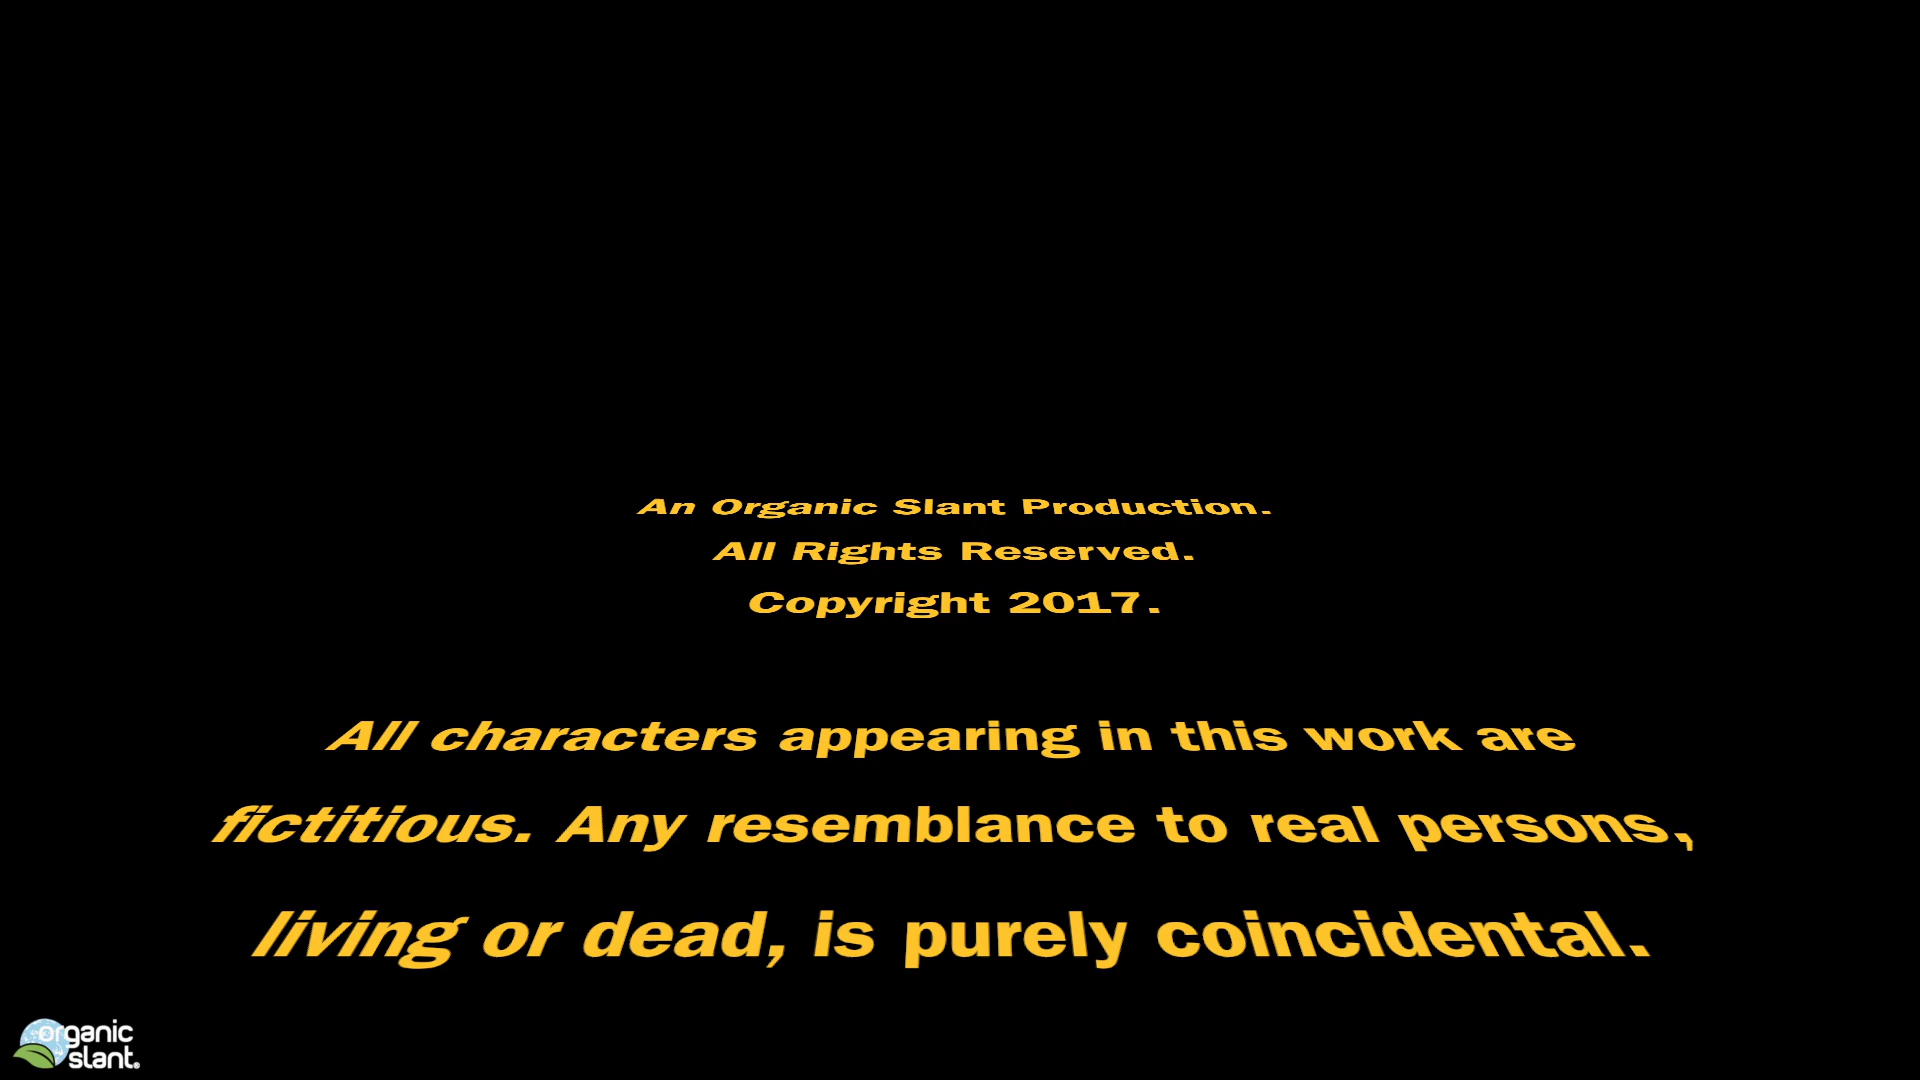 An Organic Slant Production.
All Rights Reserved.
Copyright 2017.
All characters appearing in this work are
fictitious. Any resemblance to real persons,
living or dead, is purely coincidental.
organic
slant.